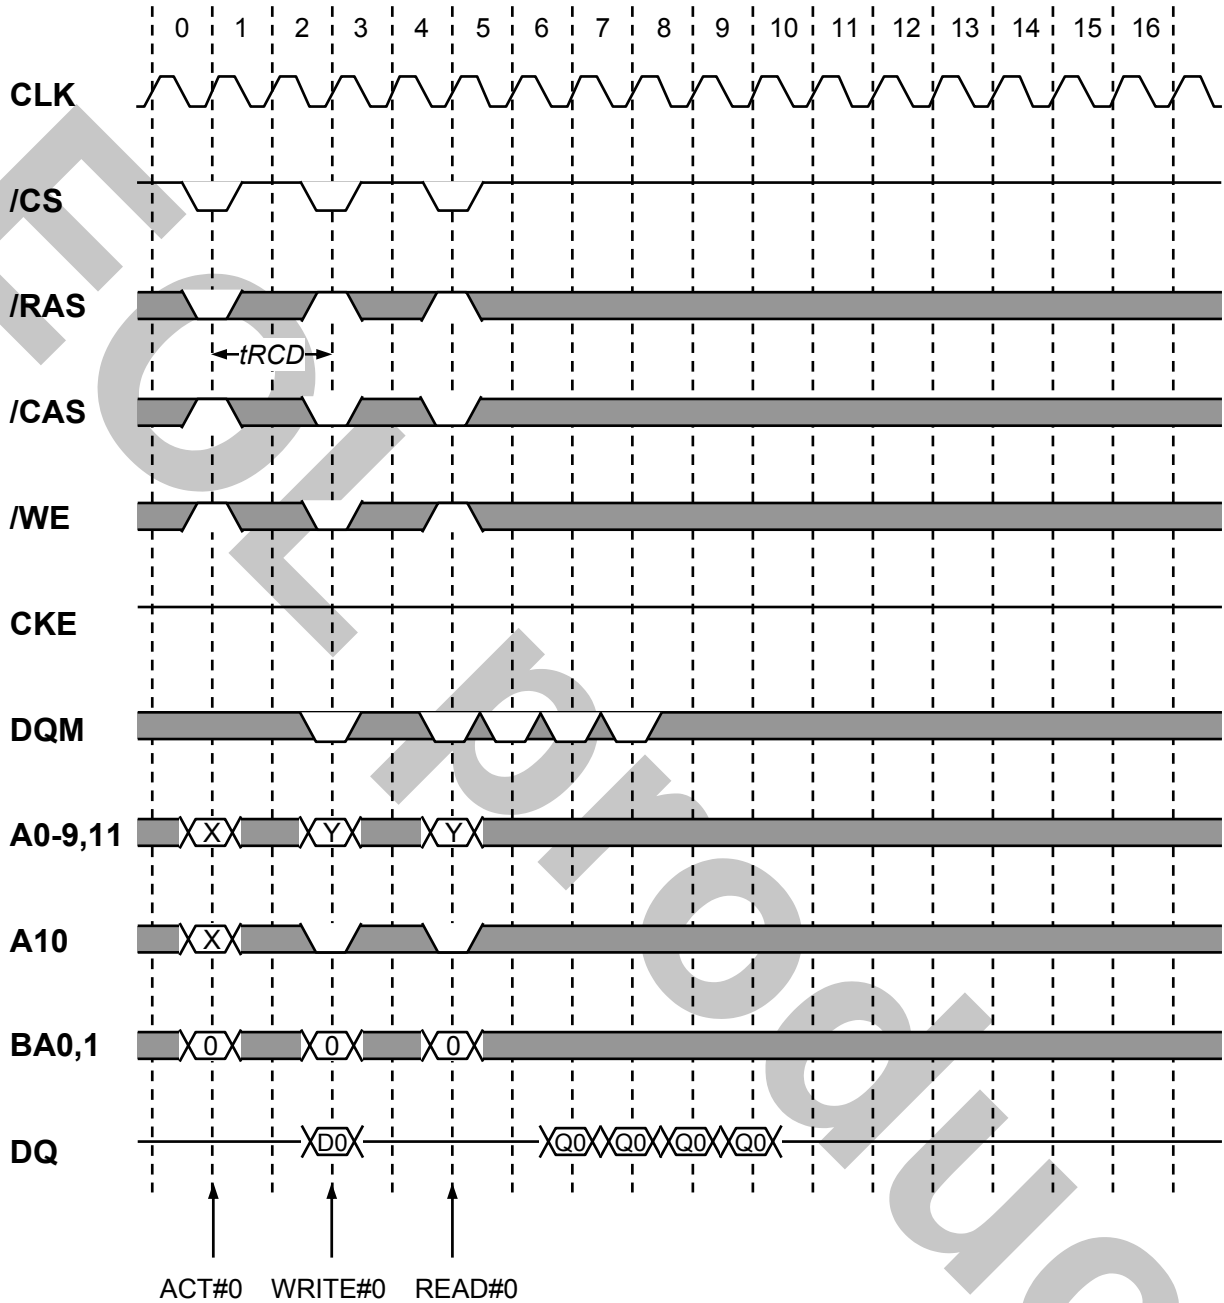 0 1 2 3 4 5 6 7 8 9 10 11 12 13 14 15 16
CLK
/CS
/RAS
tRCD
/CAS
/WE
CKE
DQM
A0-9,11 X Y Y
A10 X
BA0,1 0 0 0
DQ D0 Q0 Q0 Q0 Q0
ACT#0 WRITE#0 READ#0
EOL produc